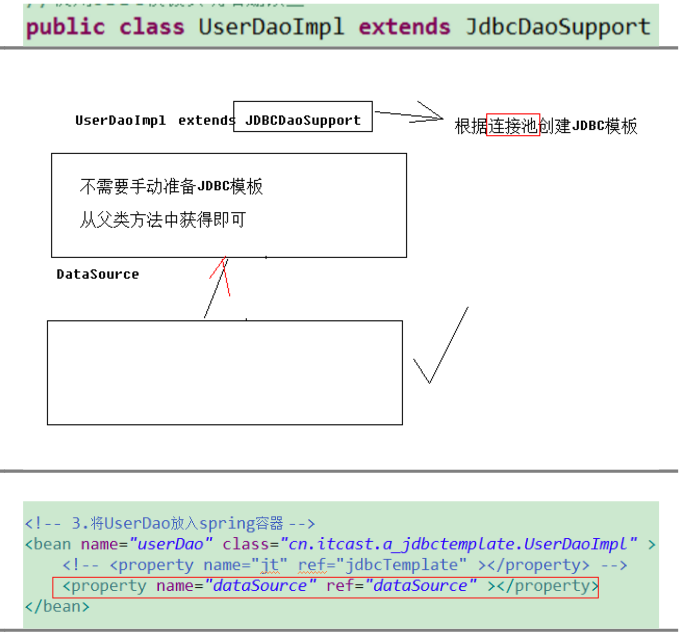 public class UserDaoImpl extends JdbcDaoSupport
UserDaoImpl extends JDBCDaoSupport
根据连接池创建JDBC模板
不需要手动准备JDBC模板
从父类方法中获得即可
DataSource
<!-- 3.将UserDao放入spring容器 -->
<bean name="userDao" class="cn.itcast.a_jdbctemplate.UserDaoImpl" >
<!-- <property name="jt" ref="jdbcTemplate" ></property> -->
<property name="dataSource" ref="dataSource" ></property>
</bean>